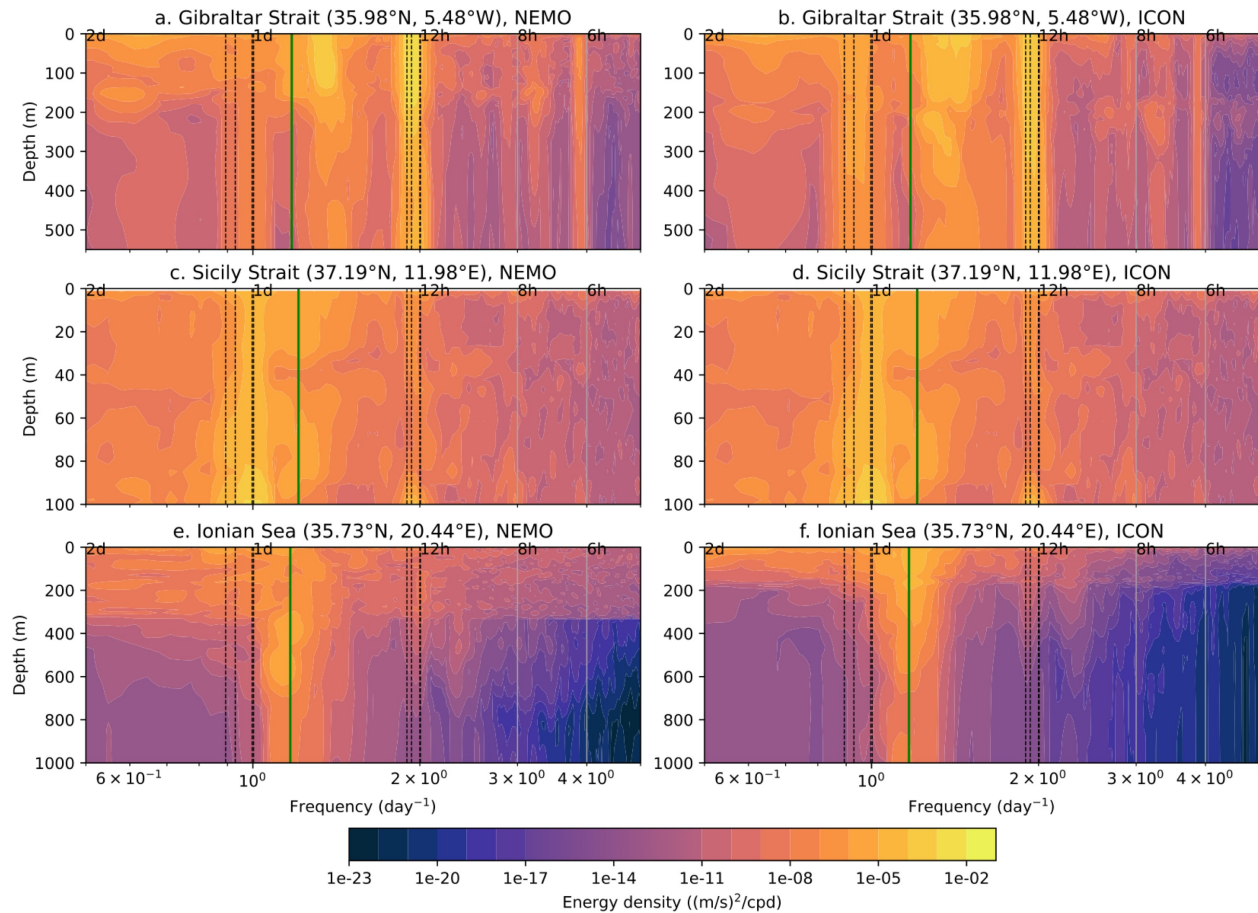 a. Gibraltar Strait (35.98°N, 5.48°W), NEMO
b. Gibraltar Strait (35.98°N, 5.48°W), ICON
2d 1d 12h 8h 6h
2d 1d 12h 8h 6h
Depth (m)
0
100
200
300
400
500
0
100
200
300
400
500
c. Sicily Strait (37.19°N, 11.98°E), NEMO
d. Sicily Strait (37.19°N, 11.98°E), ICON
2d 1d 12h 8h 6h
2d 1d 12h 8h 6h
Depth (m)
0
20
40
60
80
100
0
20
40
60
80
100
e. Ionian Sea (35.73°N, 20.44°E), NEMO
f. Ionian Sea (35.73°N, 20.44°E), ICON
2d 1d 12h 8h 6h
2d 1d 12h 8h 6h
Depth (m)
0
200
400
600
800
1000
0
200
400
600
800
1000
6 × 10⁻¹ 10⁰ 2 × 10⁰ 3 × 10⁰ 4 × 10⁰
6 × 10⁻¹ 10⁰ 2 × 10⁰ 3 × 10⁰ 4 × 10⁰
Frequency (day⁻¹)
Frequency (day⁻¹)
1e-23 1e-20 1e-17 1e-14 1e-11 1e-08 1e-05 1e-02
Energy density ((m/s)²/cpd)